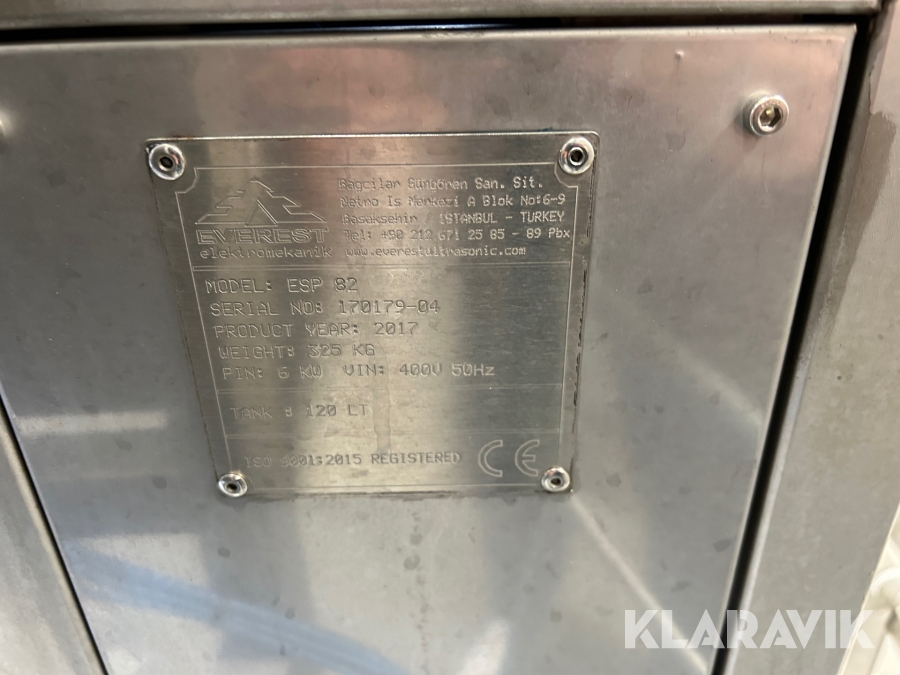 Bağcılar Güngören San. Sit.
Metro Is Merkezi A Blok No:6-9
Basaksehir / ISTANBUL - TURKEY
Tel: +90 212 671 25 85 - 89 Pbx
www.everestultrasonic.com
EVEREST
elektromekanik
MODEL: ESP 82
SERIAL NO: 170179-04
PRODUCT YEAR: 2017
WEIGHT: 325 KG
PIN: 6 KW VIN: 400V 50Hz
TANK : 120 LT
ISO 9001:2015 REGISTERED CE
KLARAVIK